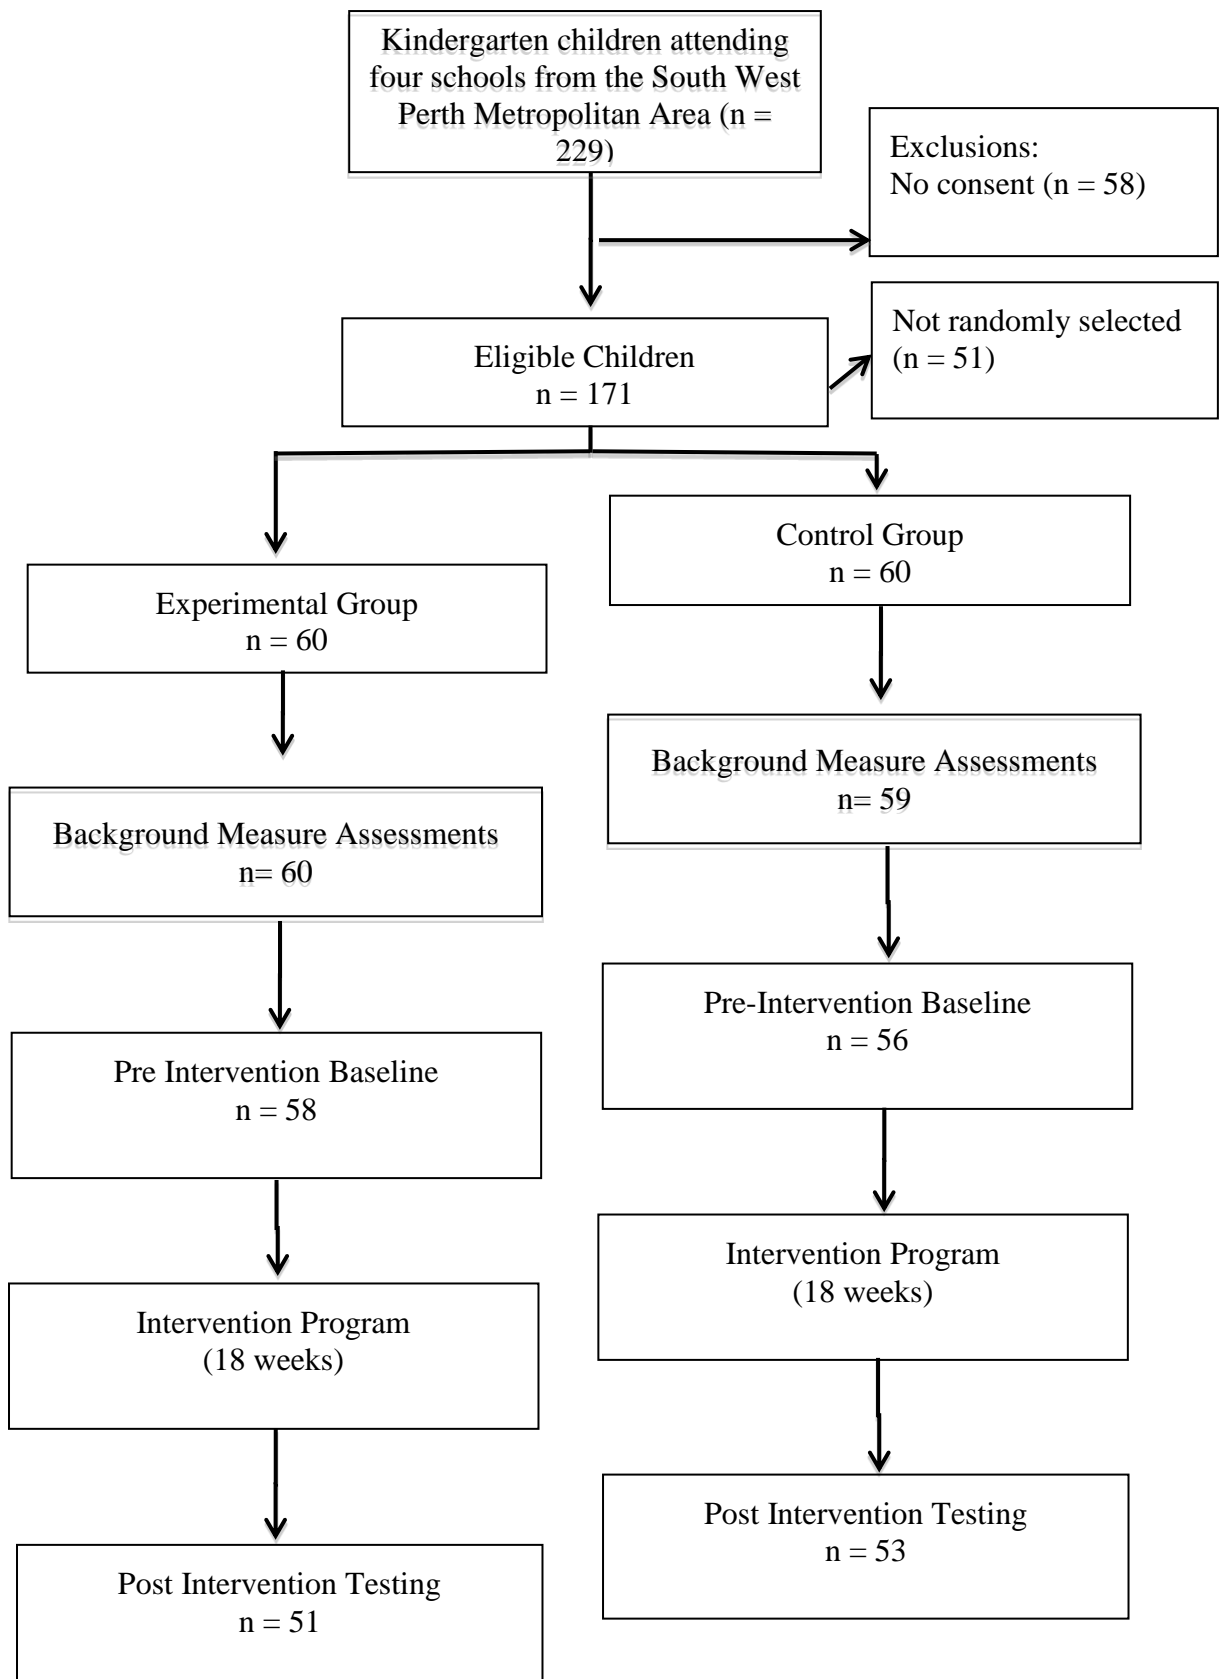 Kindergarten children attending
four schools from the South West
Perth Metropolitan Area (n =
229)
Exclusions:
No consent (n = 58)
Not randomly selected
(n = 51)
Eligible Children
n = 171
Control Group
n = 60
Experimental Group
n = 60
Background Measure Assessments
n= 59
Background Measure Assessments
n= 60
Pre-Intervention Baseline
n = 56
Pre Intervention Baseline
n = 58
Intervention Program
(18 weeks)
Intervention Program
(18 weeks)
Post Intervention Testing
n = 53
Post Intervention Testing
n = 51